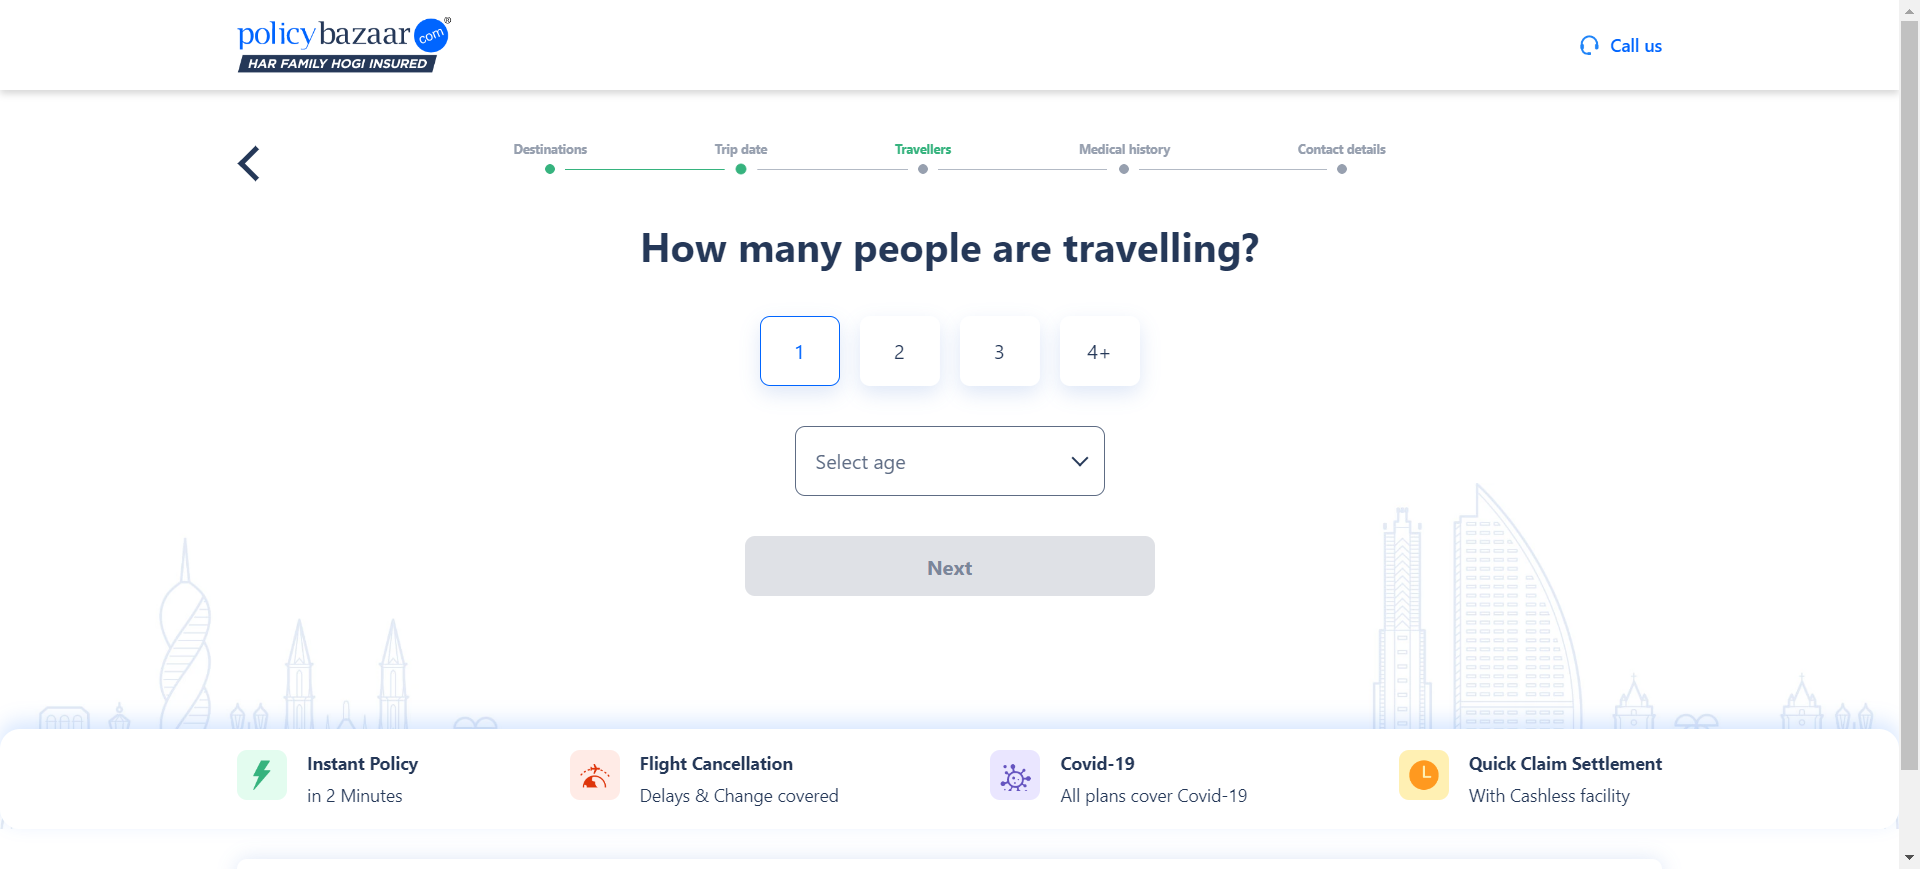 policybazaar com ®
HAR FAMILY HOGI INSURED
Call us
Destinations
Trip date
Travellers
Medical history
Contact details
How many people are travelling?
1
2
3
4+
Select age
Next
Instant Policy
in 2 Minutes
Flight Cancellation
Delays & Change covered
Covid-19
All plans cover Covid-19
Quick Claim Settlement
With Cashless facility